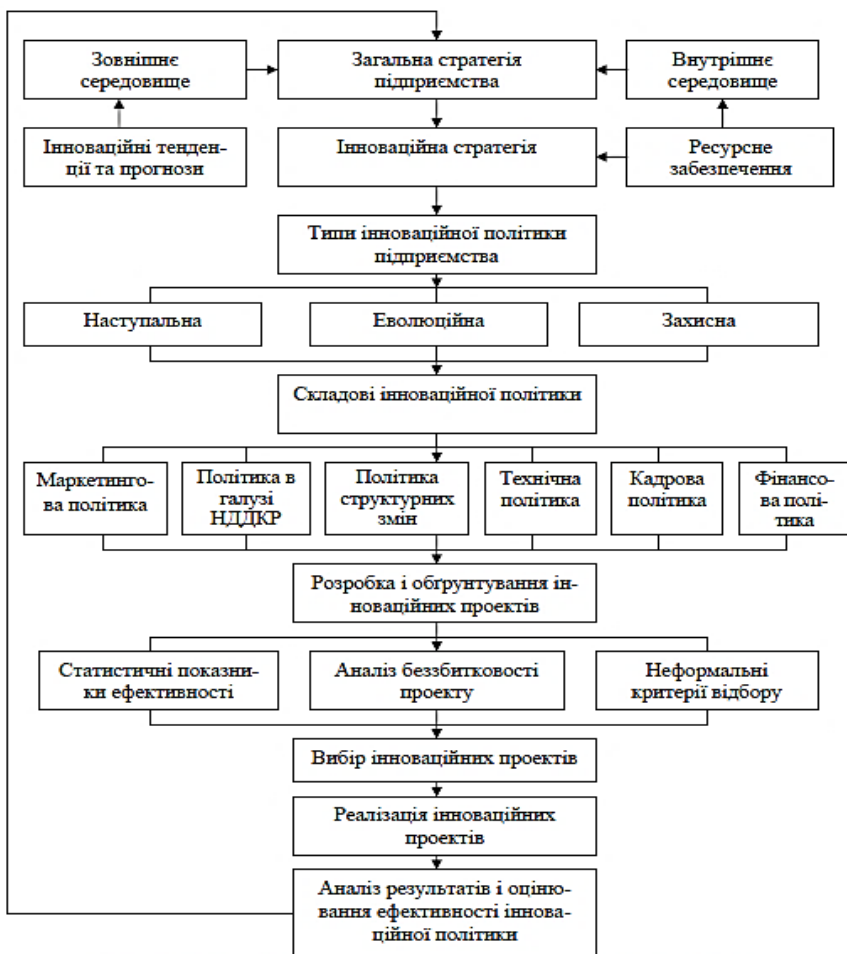 Зовнішнє
середовище
Загальна стратегія
підприємства
Внутрішнє
середовище
Інноваційні тенден-
ції та прогнози
Інноваційна стратегія
Ресурсне
забезпечення
Типи інноваційної політики
підприємства
Наступальна
Еволюційна
Захисна
Складові інноваційної політики
Маркетинго-
ва політика
Політика в
галузі
НДДКР
Політика
структурних
змін
Технічна
політика
Кадрова
політика
Фінансо-
ва полі-
тика
Розробка і обґрунтування ін-
новаційних проектів
Статистичні показни-
ки ефективності
Аналіз беззбитковості
проекту
Неформальні
критерії відбору
Вибір інноваційних проектів
Реалізація інноваційних
проектів
Аналіз результатів і оціню-
вання ефективності іннова-
ційної політики